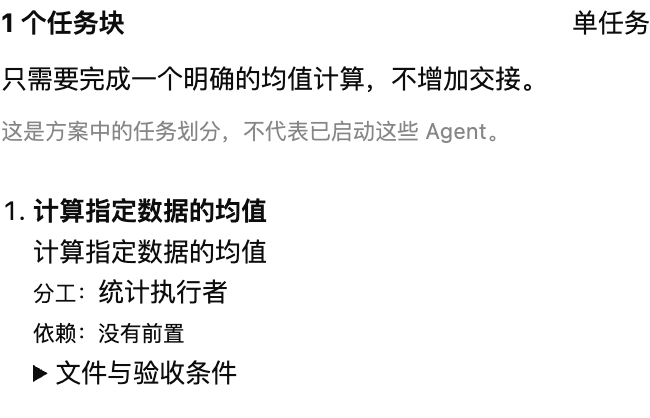 1 个任务块 单任务
只需要完成一个明确的均值计算，不增加交接。
这是方案中的任务划分，不代表已启动这些 Agent。
1. 计算指定数据的均值
计算指定数据的均值
分工：统计执行者
依赖：没有前置
▶ 文件与验收条件